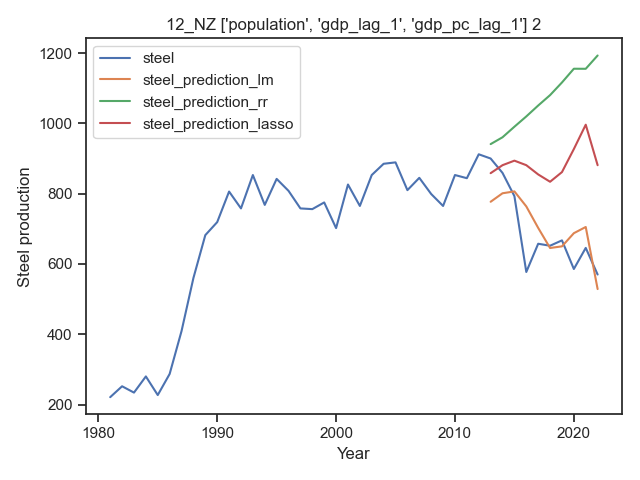 12_NZ ['population', 'gdp_lag_1', 'gdp_pc_lag_1'] 2
steel
steel_prediction_lm
steel_prediction_rr
steel_prediction_lasso
Steel production
1200
1000
800
600
400
200
1980
1990
2000
2010
2020
Year